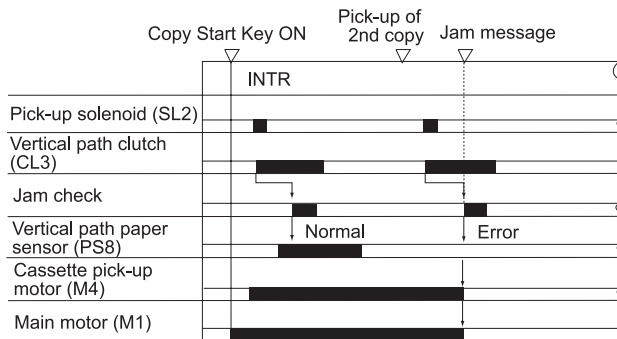 Pick-up of
Copy Start Key ON
2nd copy
Jam message
INTR
Pick-up solenoid (SL2)
Vertical path clutch
(CL3)
Jam check
Vertical path paper
sensor (PS8)
Normal
Error
Cassette pick-up
motor (M4)
Main motor (M1)